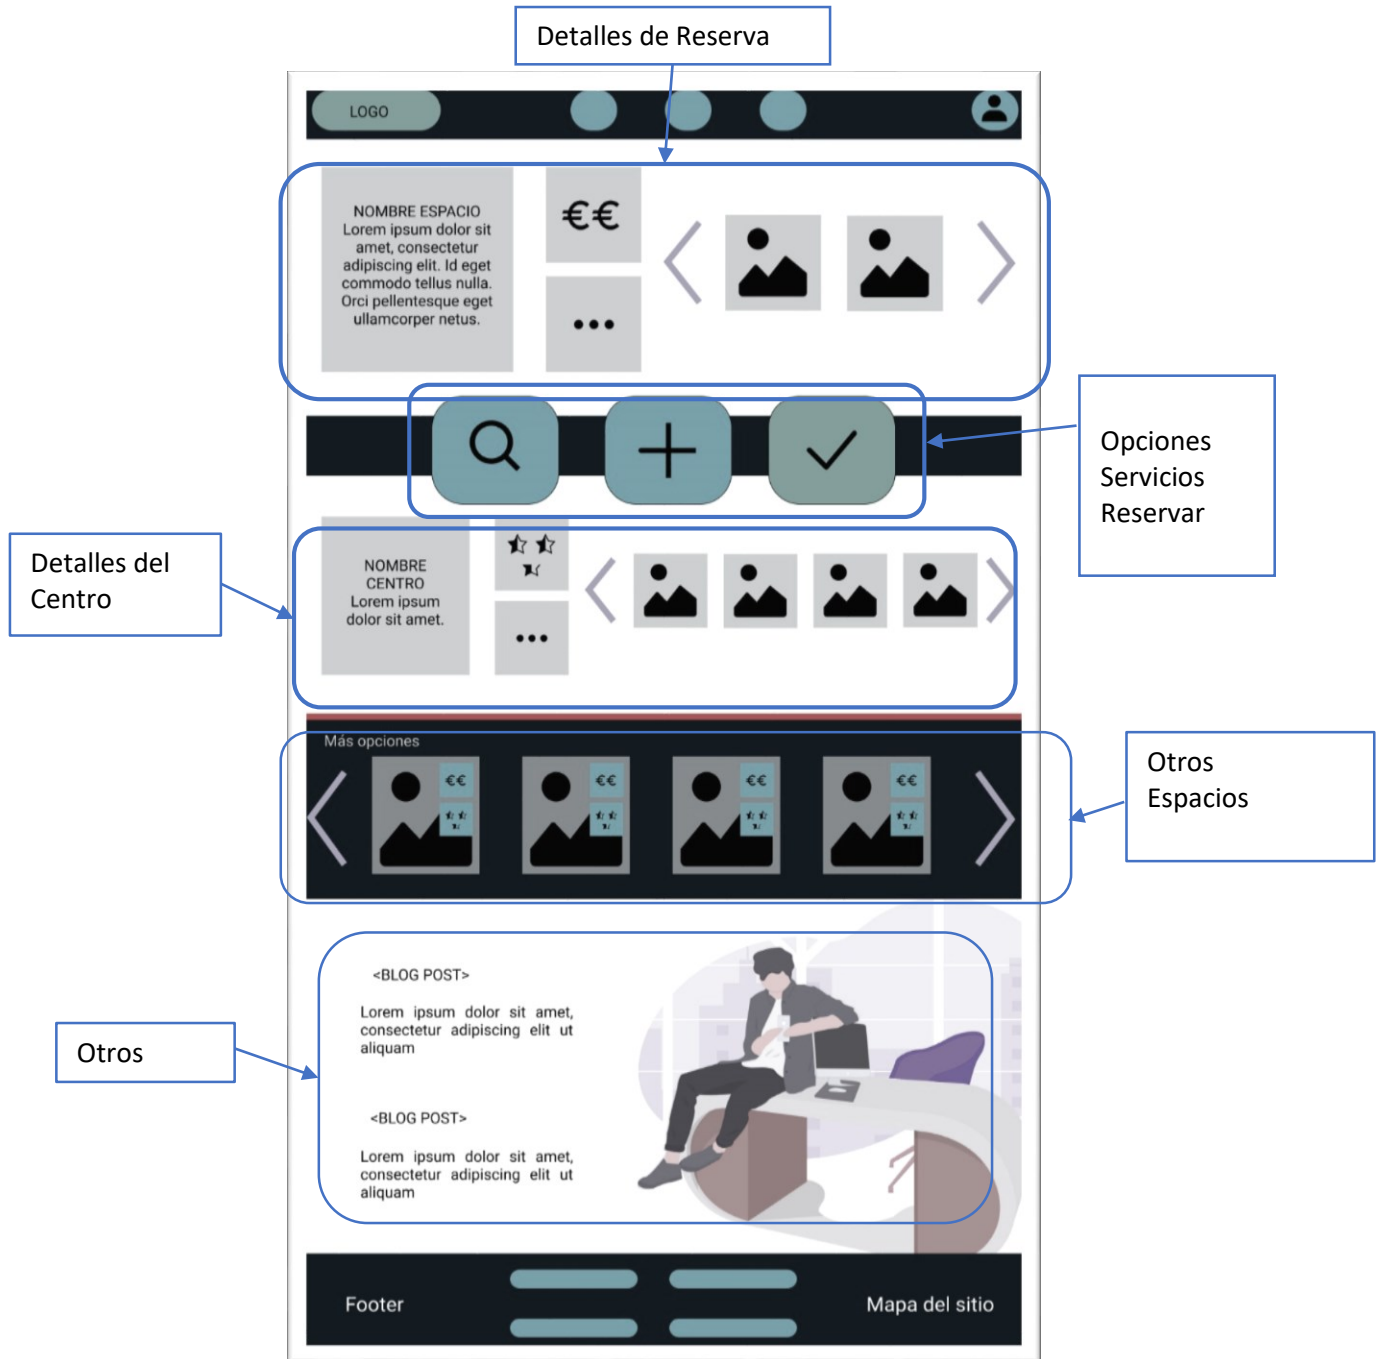 Detalles de Reserva
LOGO
NOMBRE ESPACIO
Lorem ipsum dolor sit
amet, consectetur
adipiscing elit. Id eget
commodo tellus nulla.
Orci pellentesque eget
ullamcorper netus.
€€
Opciones
Servicios
Reservar
Detalles del
Centro
NOMBRE
CENTRO
Lorem ipsum
dolor sit amet.
Más opciones
€€
€€
€€
€€
Otros
Espacios
<BLOG POST>
Lorem ipsum dolor sit amet,
consectetur adipiscing elit ut
aliquam
Otros
<BLOG POST>
Lorem ipsum dolor sit amet,
consectetur adipiscing elit ut
aliquam
Footer
Mapa del sitio